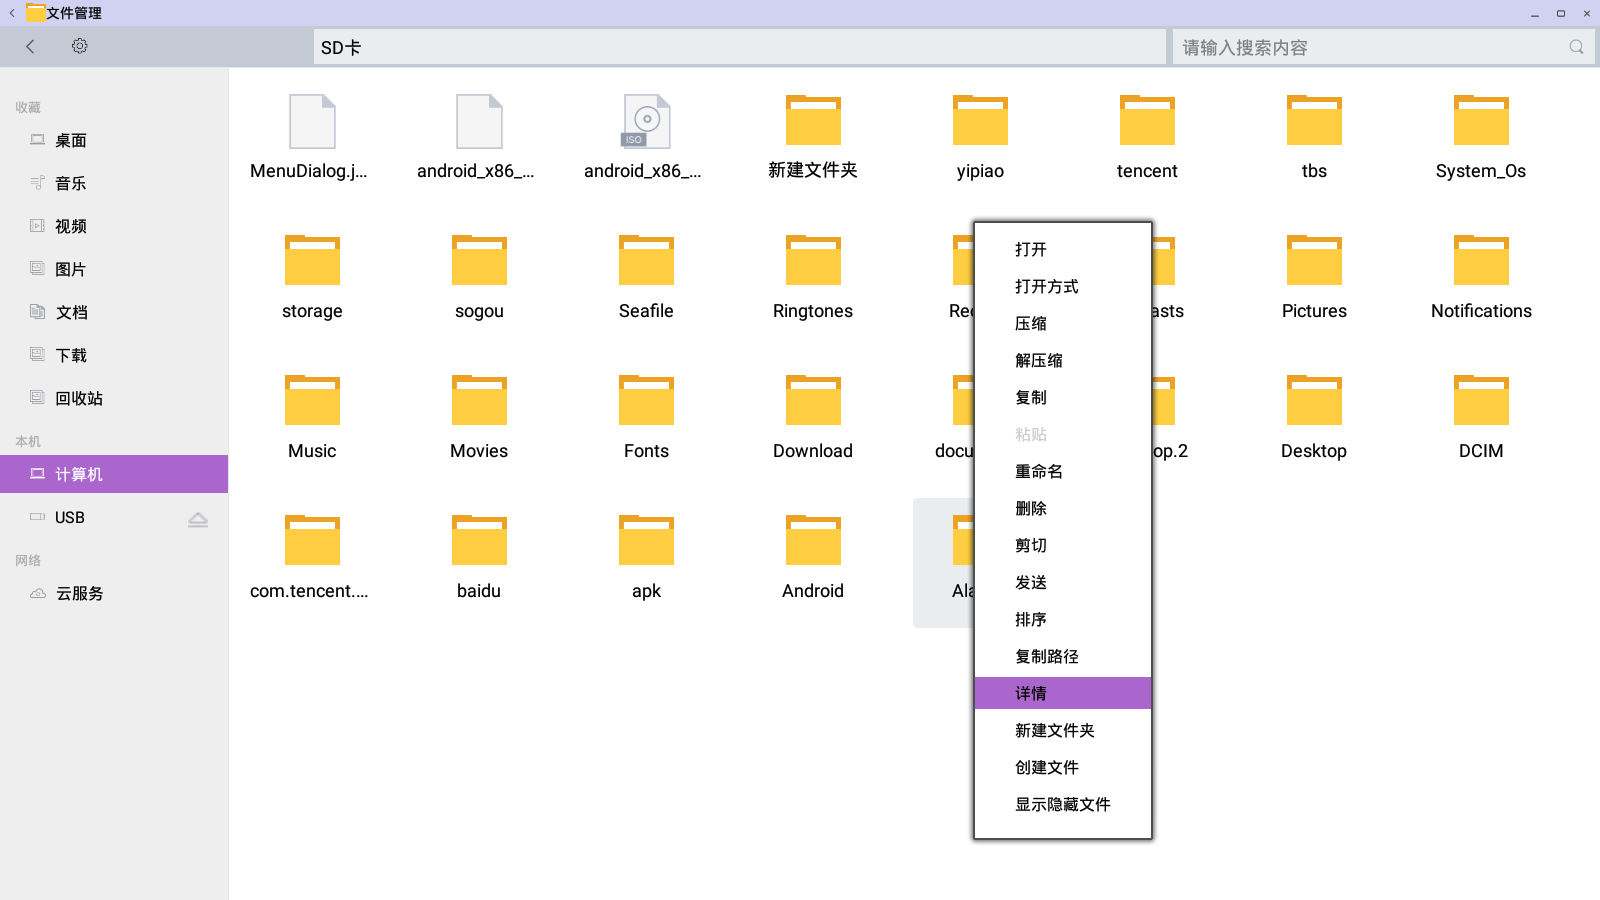 文件管理
SD卡
请输入搜索内容
收藏
桌面
音乐
视频
图片
文档
下载
回收站
本机
计算机
USB
网络
云服务
MenuDialog.j...
android_x86_...
ISO
android_x86_...
新建文件夹
yipiao
tencent
tbs
System_Os
storage
sogou
Seafile
Ringtones
Rec
asts
Pictures
Notifications
Music
Movies
Fonts
Download
docu
op.2
Desktop
DCIM
com.tencent....
baidu
apk
Android
Ala
打开
打开方式
压缩
解压缩
复制
粘贴
重命名
删除
剪切
发送
排序
复制路径
详情
新建文件夹
创建文件
显示隐藏文件